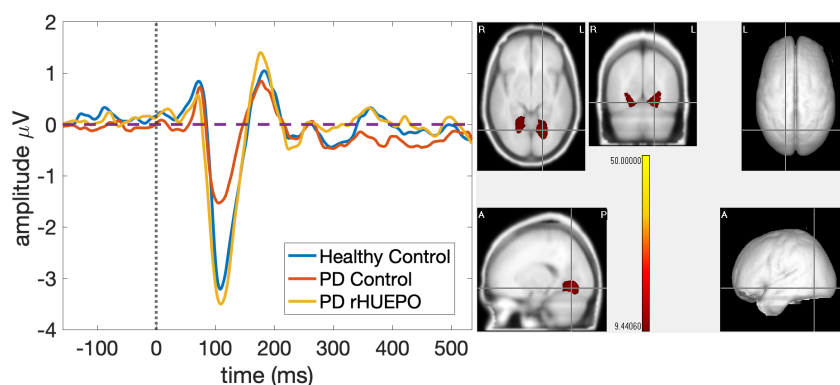 2
1
0
-1
-2
-3
-4
amplitude μV
-100 0 100 200 300 400 500
time (ms)
Healthy Control
PD Control
PD rHUEPO
R L
R L
L
50.00000
9.44060
A P
A